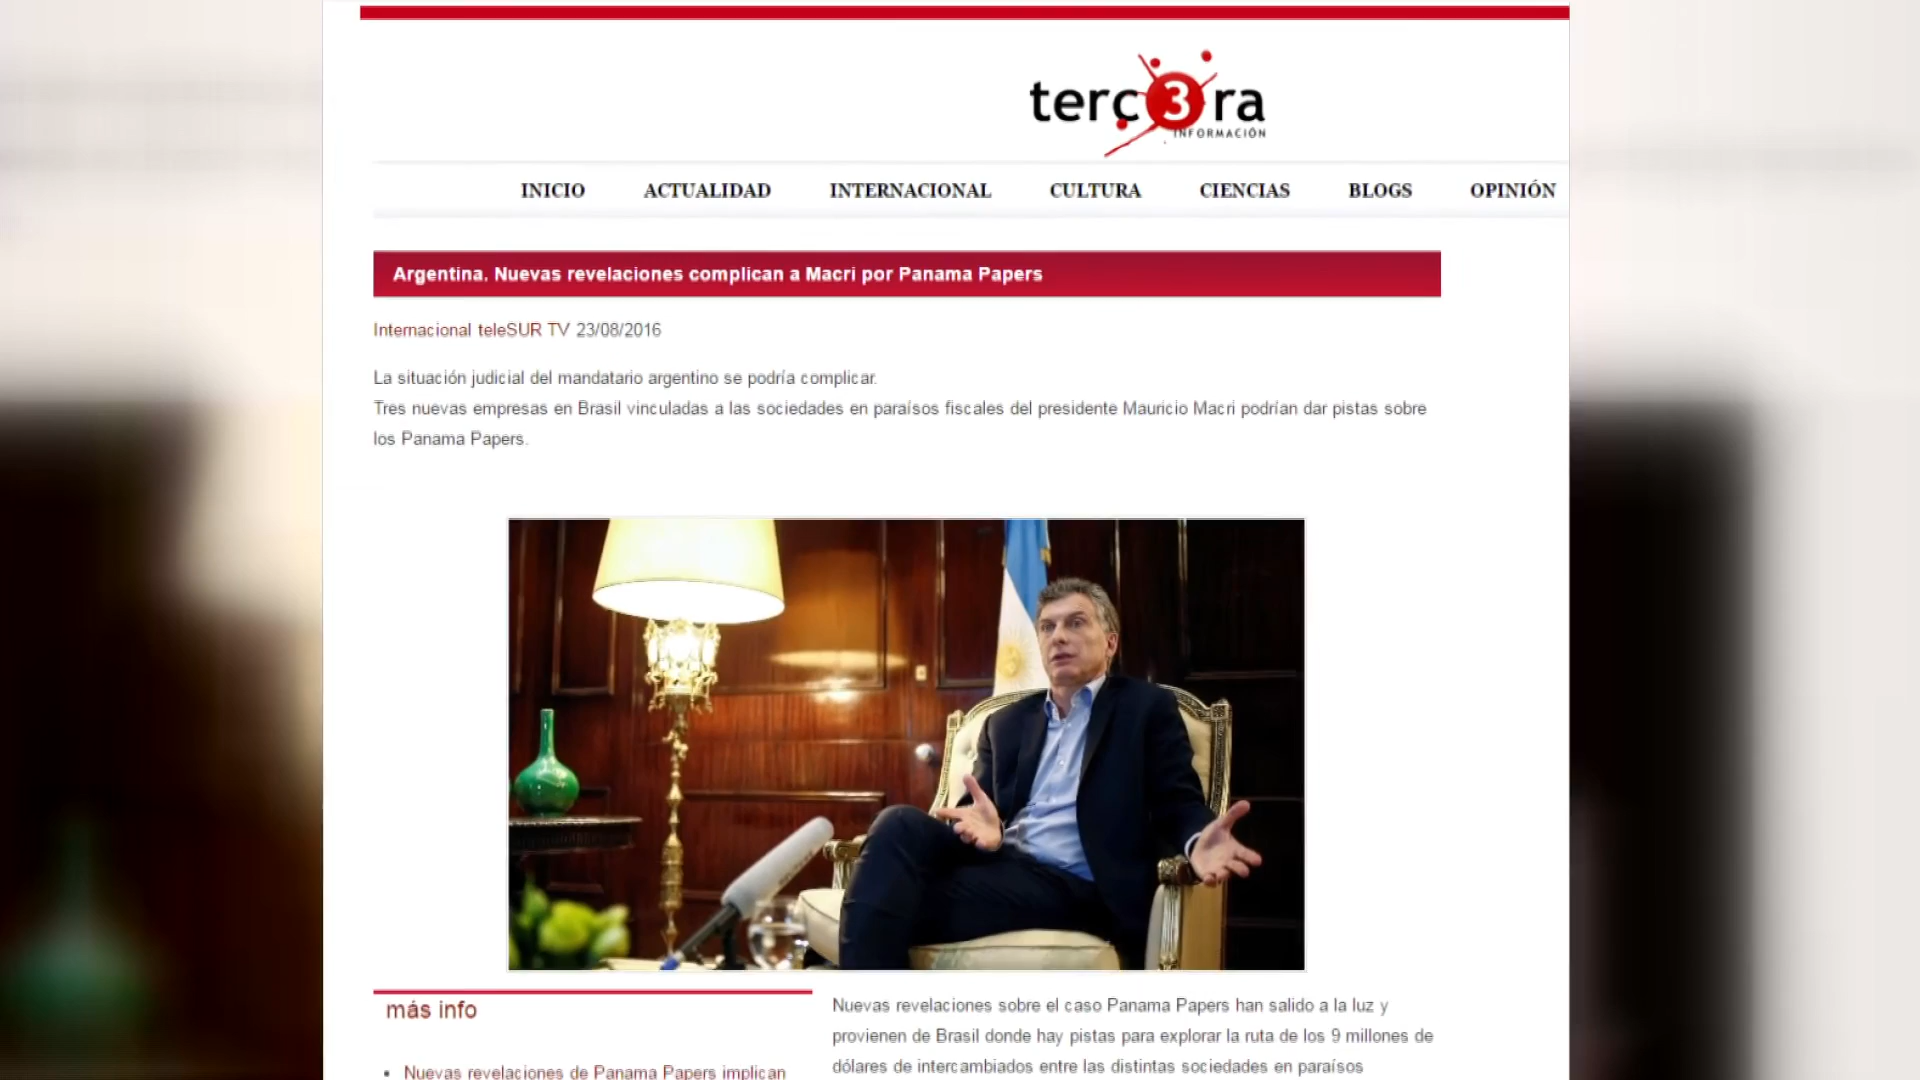 terc3ra
INFORMACIÓN
INICIO ACTUALIDAD INTERNACIONAL CULTURA CIENCIAS BLOGS OPINIÓN
Argentina. Nuevas revelaciones complican a Macri por Panama Papers
Internacional teleSUR TV 23/08/2016
La situación judicial del mandatario argentino se podría complicar.
Tres nuevas empresas en Brasil vinculadas a las sociedades en paraísos fiscales del presidente Mauricio Macri podrían dar pistas sobre
los Panama Papers.
más info
Nuevas revelaciones de Panama Papers implican
Nuevas revelaciones sobre el caso Panama Papers han salido a la luz y
provienen de Brasil donde hay pistas para explorar la ruta de los 9 millones de
dólares de intercambiados entre las distintas sociedades en paraísos